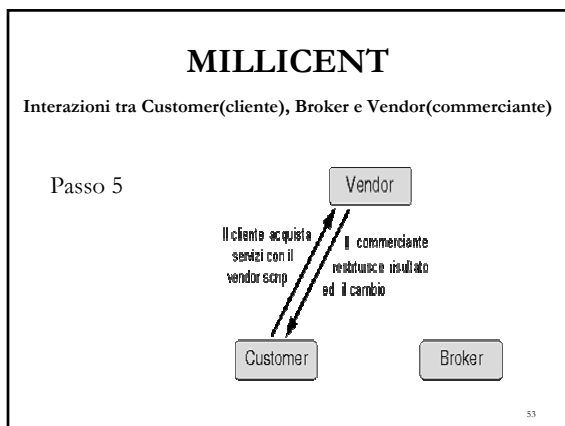 MILLICENT
Interazioni tra Customer(cliente), Broker e Vendor(commerciante)
Passo 5
Vendor
Il cliente acquista
servizi con il
vendor scrip
Il commerciante
restituisce risultato
ed il cambio
Customer
Broker
53